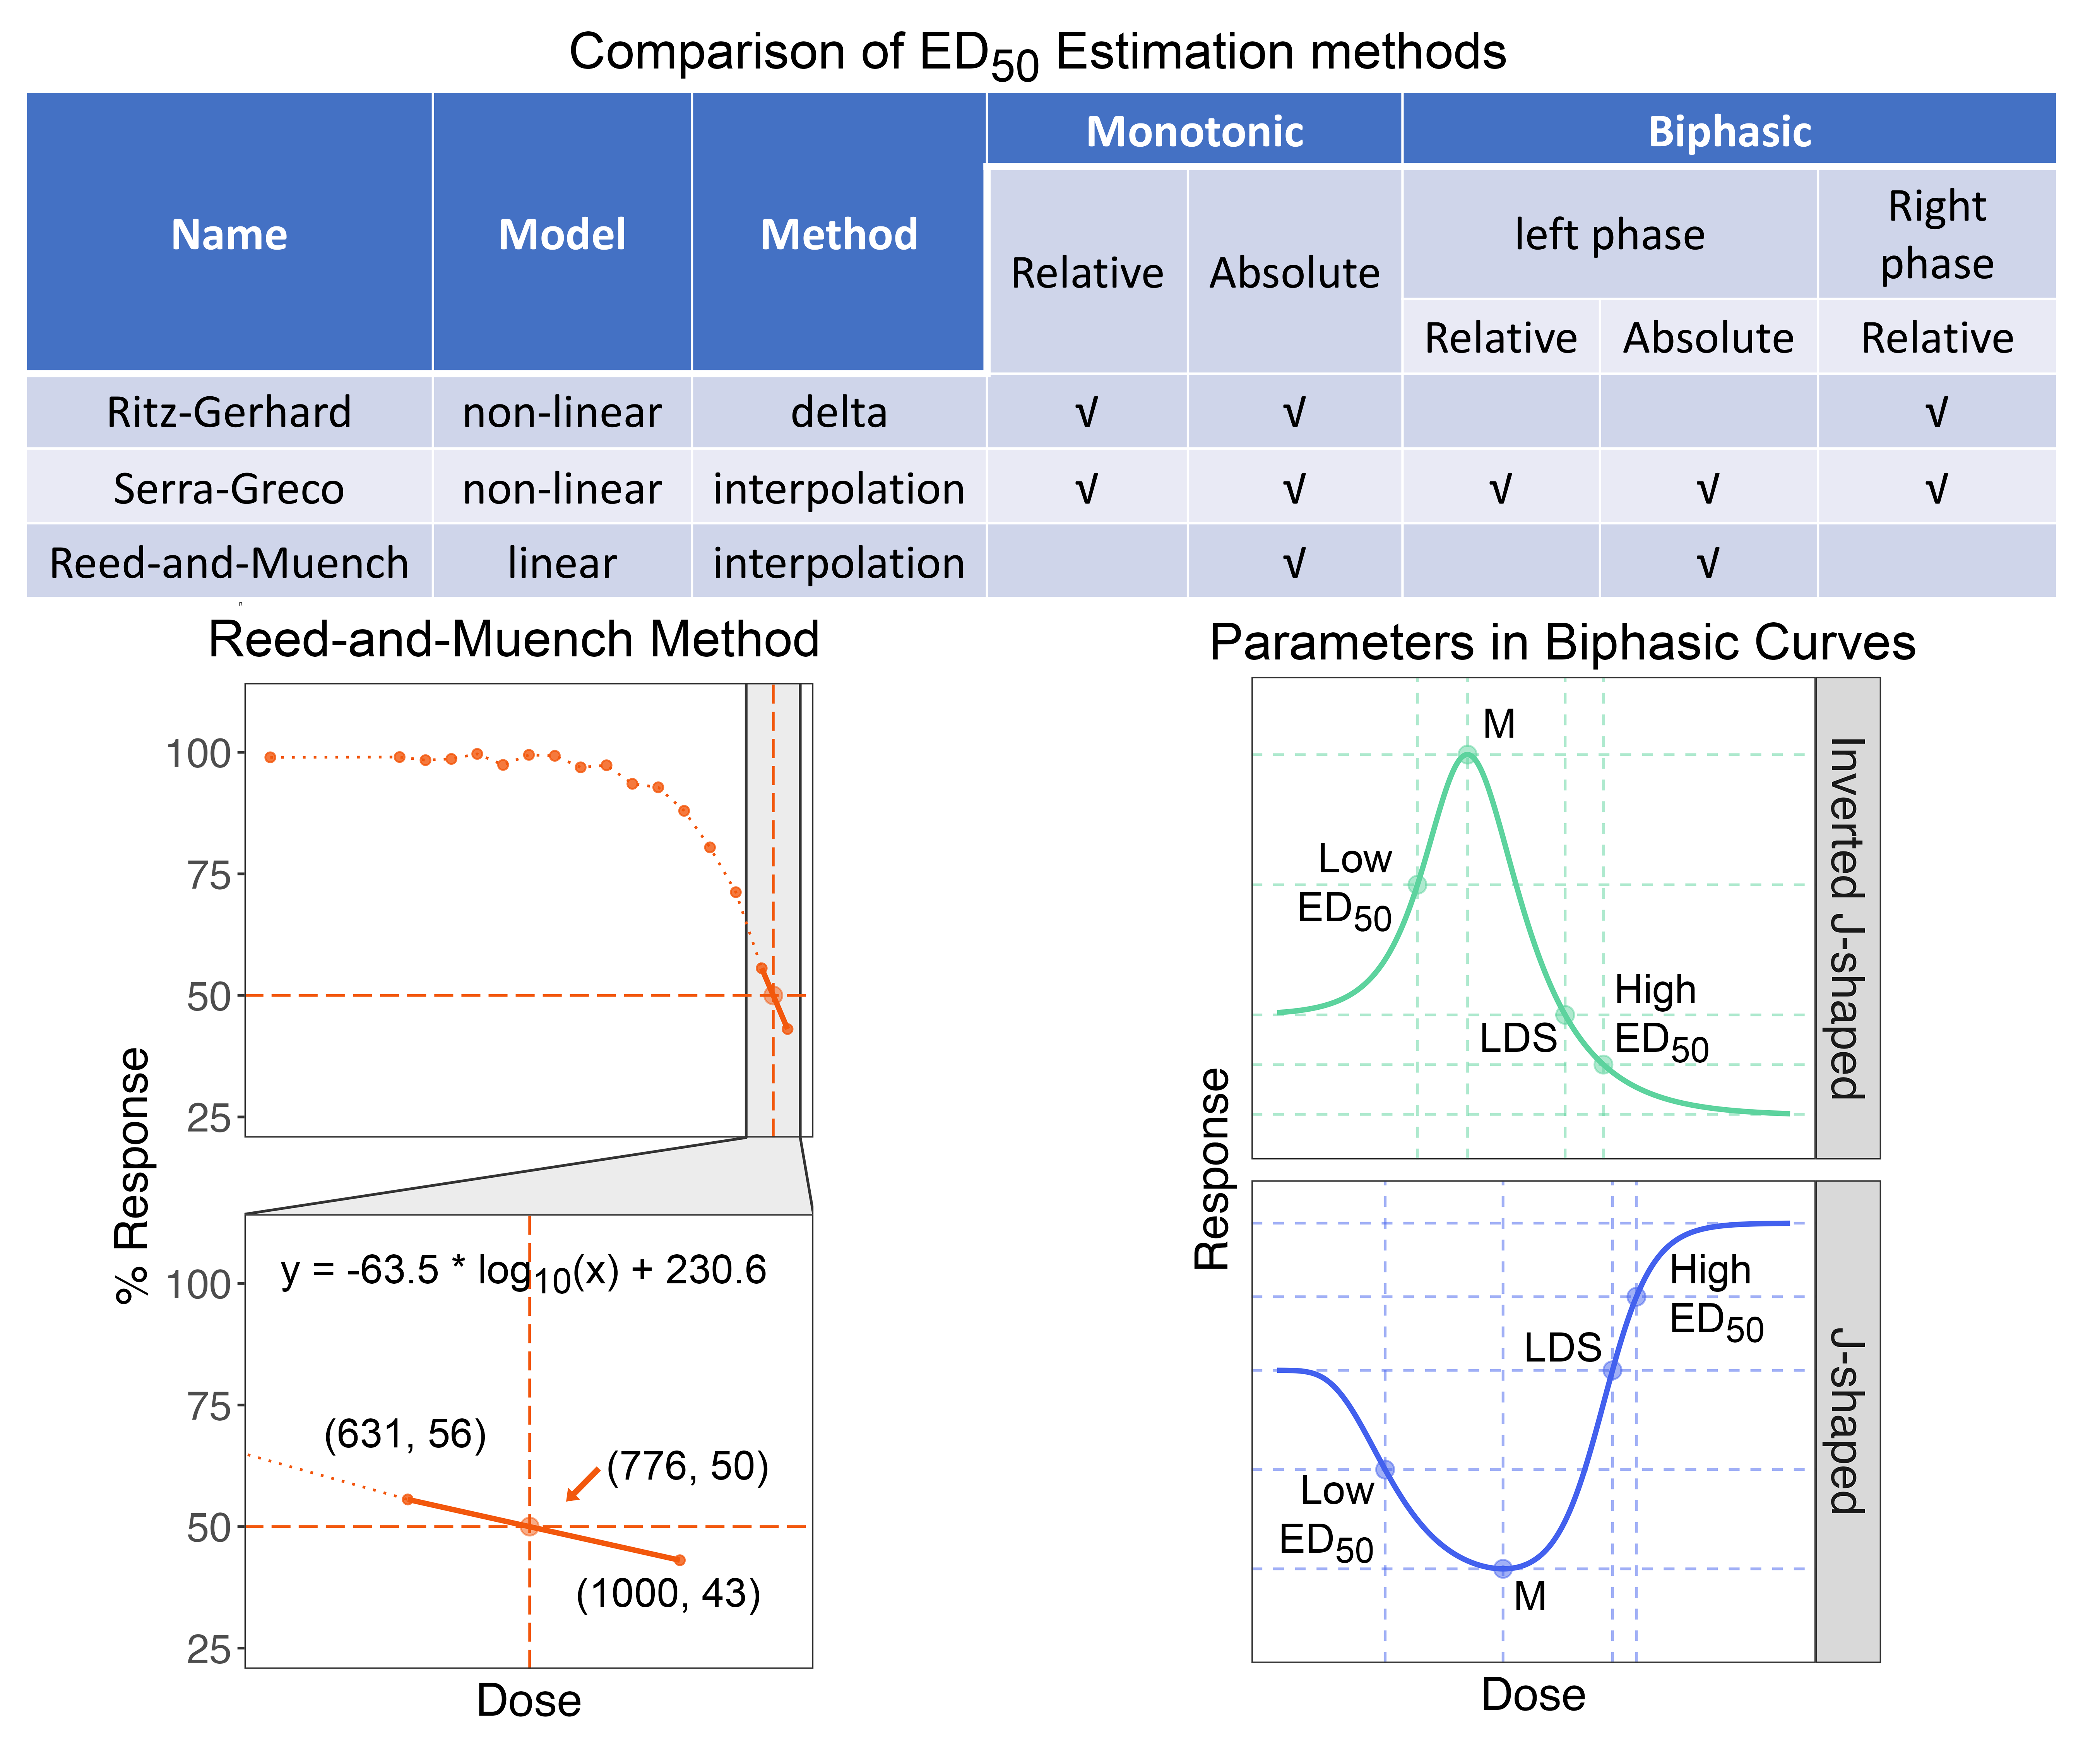 Comparison of ED50 Estimation methods
Name Model Method Monotonic Biphasic
Relative Absolute left phase Right phase
Relative Absolute Relative
Ritz-Gerhard non-linear delta √ √ √
Serra-Greco non-linear interpolation √ √ √ √ √
Reed-and-Muench linear interpolation √ √
R
Reed-and-Muench Method
% Response
100
75
50
25
y = -63.5 * log10(x) + 230.6
100
75
50
25
(631, 56)
(776, 50)
(1000, 43)
Dose
Parameters in Biphasic Curves
Response
M
Low
ED50
High
ED50
LDS
Inverted J-shaped
High
ED50
LDS
Low
ED50
M
J-shaped
Dose